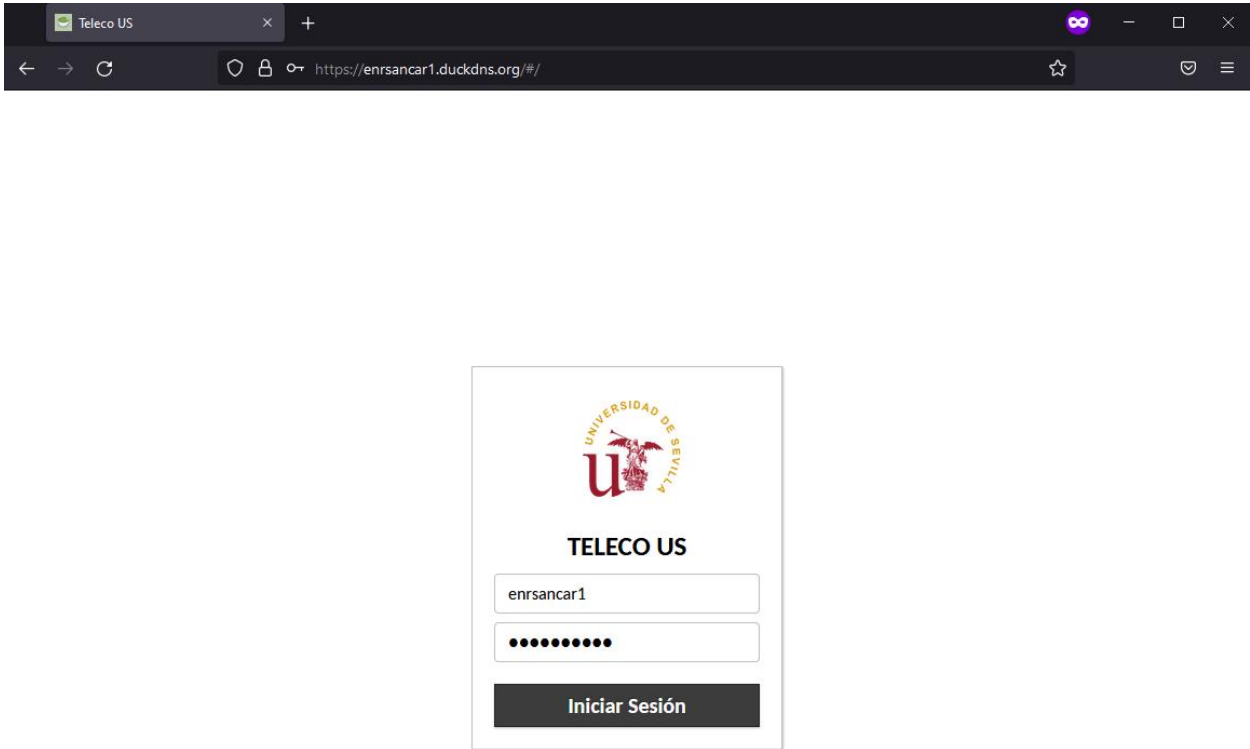 Teleco US
https://enrsancar1.duckdns.org/#/
UNIVERSIDAD DE SEVILLA
u
TELECO US
enrsancar1
●●●●●●●●●●
Iniciar Sesión